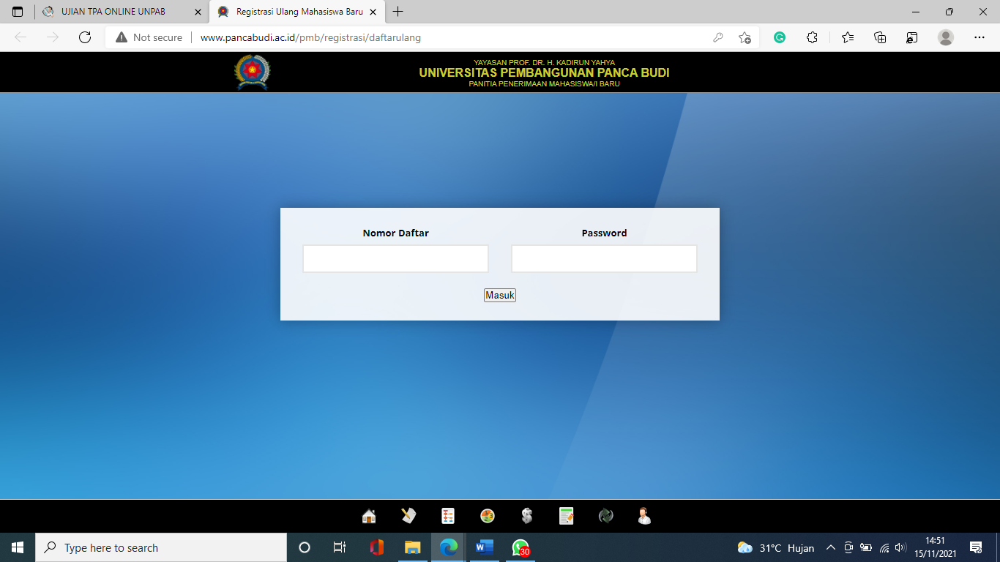 UJIAN TPA ONLINE UNPAB
Registrasi Ulang Mahasiswa Baru
Not secure
www.pancabudi.ac.id/pmb/registrasi/daftarulang
YAYASAN PROF. DR. H. KADIRUN YAHYA
UNIVERSITAS PEMBANGUNAN PANCA BUDI
PANITIA PENERIMAAN MAHASISWA/I BARU
Nomor Daftar
Password
Masuk
Type here to search
30
31°C Hujan
14:51
15/11/2021